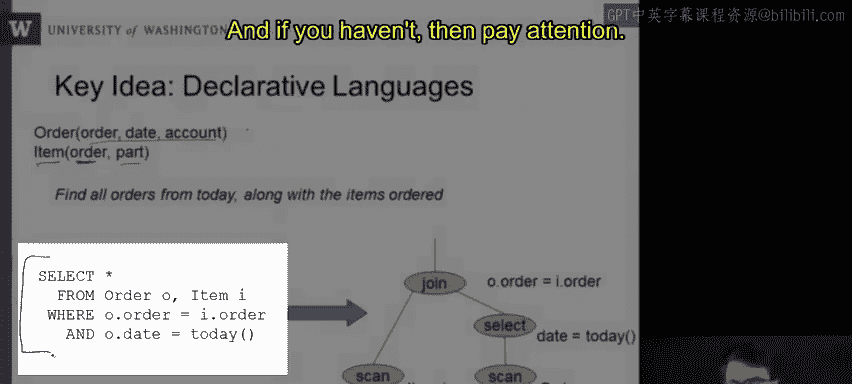 GPT中英字幕课程资源@bilibili.com
And if you haven't, then pay attention.
W UNIVERSITY of WASHINGTON
Key Idea: Declarative Languages
Order(order, date, account)
Item(order, part)
Find all orders from today, along with the items ordered
SELECT *
FROM Order o, Item i
WHERE o.order = i.order
AND o.date = today()
join
o.order = i.order
select
date = today()
scan
scan